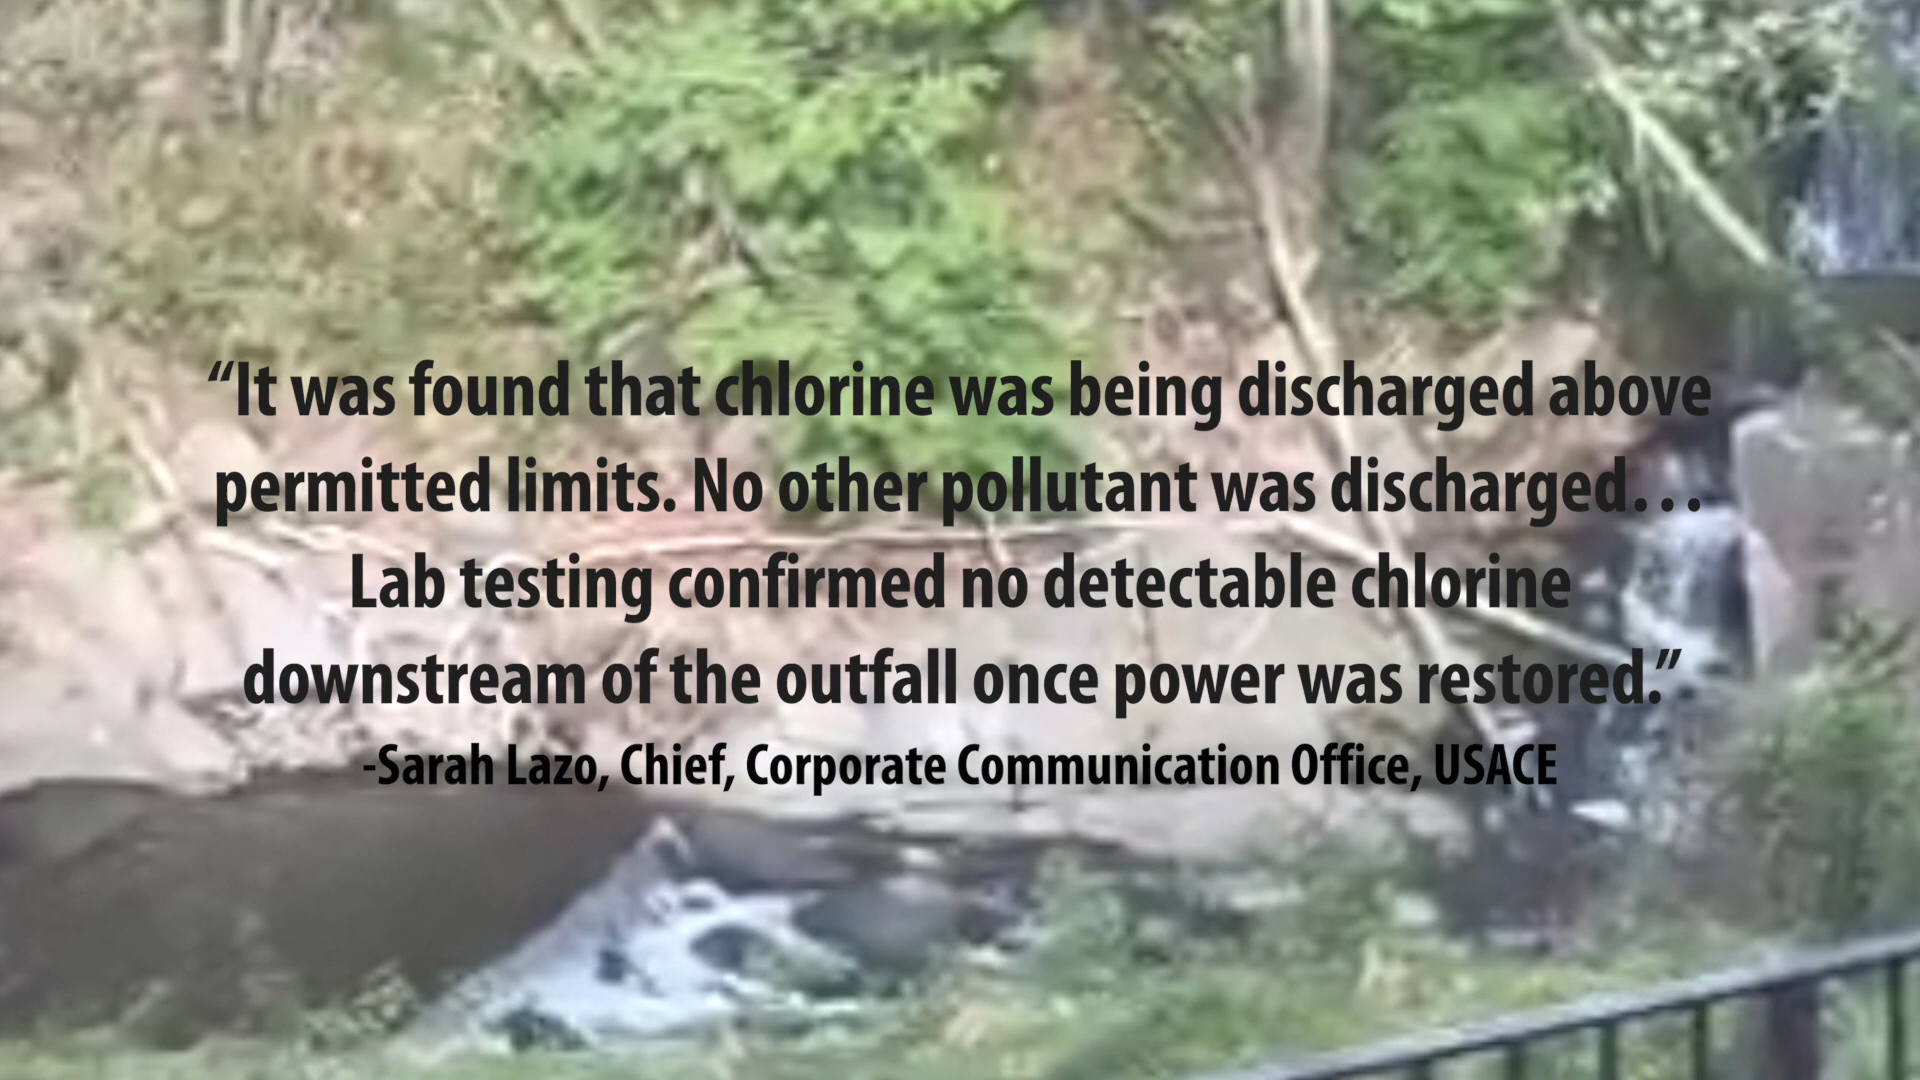 “It was found that chlorine was being discharged above
permitted limits. No other pollutant was discharged…
Lab testing confirmed no detectable chlorine
downstream of the outfall once power was restored.”
-Sarah Lazo, Chief, Corporate Communication Office, USACE